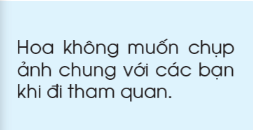 Hoa không muốn chụp
ảnh chung với các bạn
khi đi tham quan.